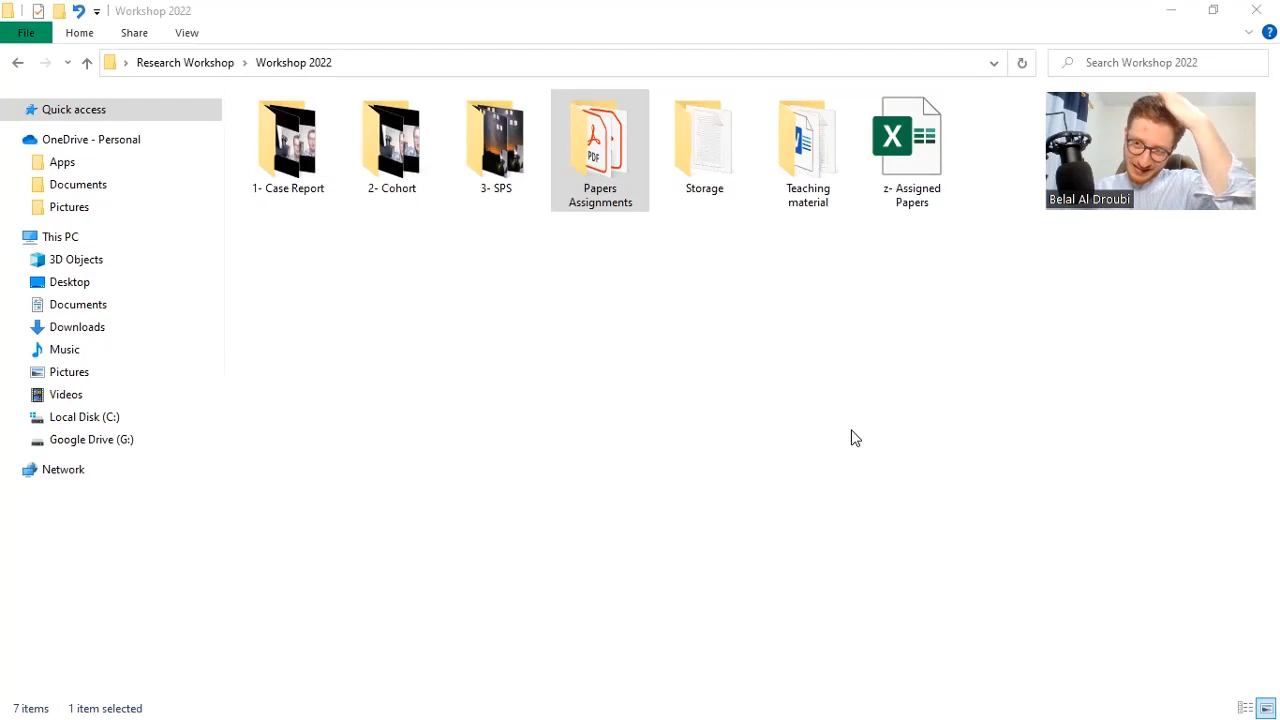 Workshop 2022
File
Home
Share
View
Research Workshop
Workshop 2022
Search Workshop 2022
Quick access
OneDrive - Personal
Apps
Documents
Pictures
This PC
3D Objects
Desktop
Documents
Downloads
Music
Pictures
Videos
Local Disk (C:)
Google Drive (G:)
Network
1- Case Report
2- Cohort
3- SPS
PDF
Papers
Assignments
Storage
Teaching
material
X
z- Assigned
Papers
Belal Al Droubi
7 items
1 item selected